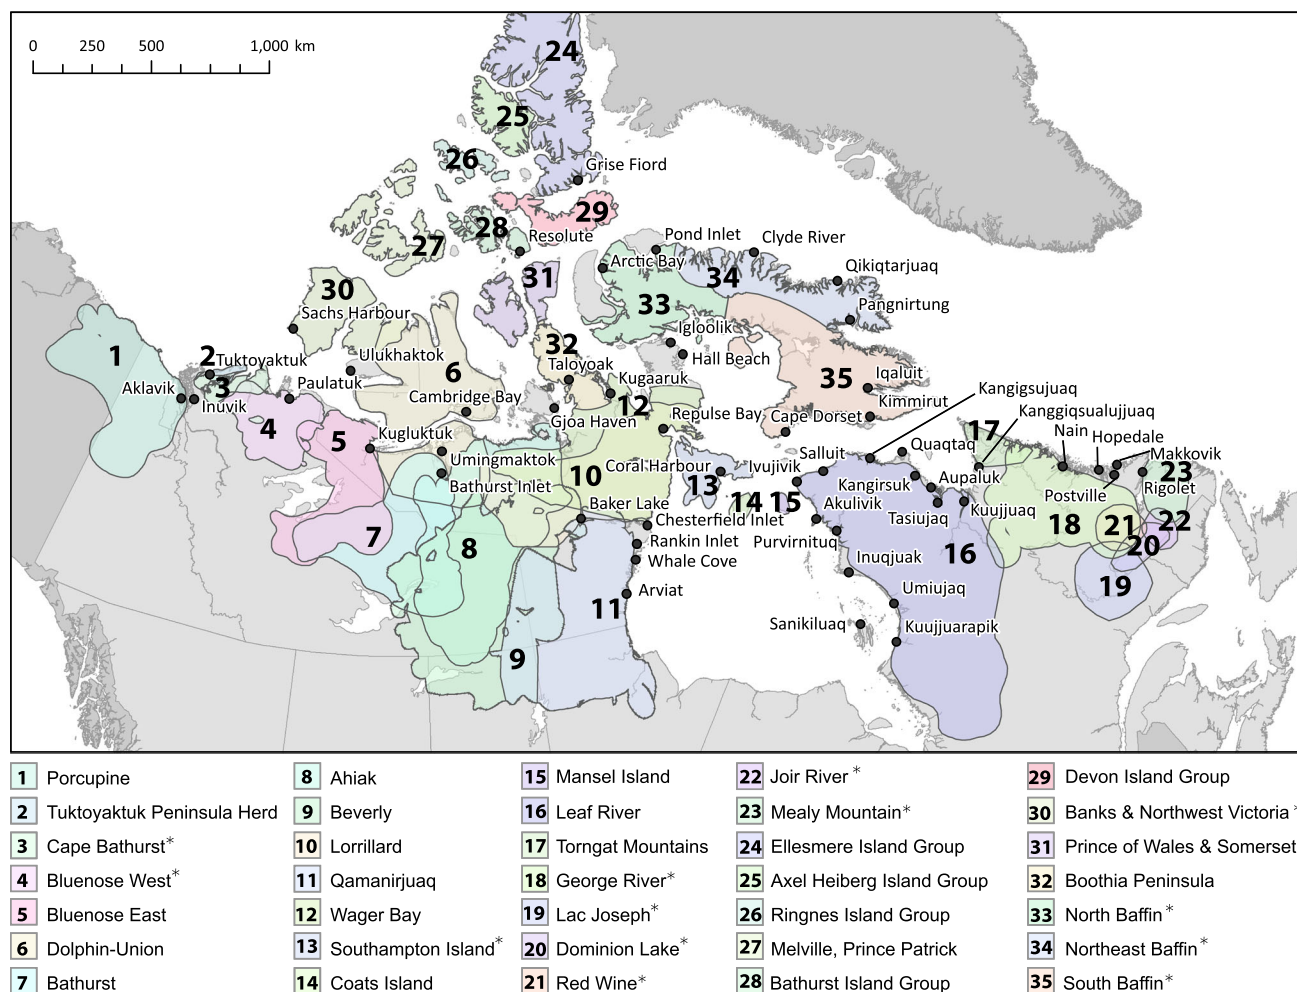 0 250 500 1,000 km
24
25
26
Grise Fiord
29
28
27
Resolute
Pond Inlet
Clyde River
Arctic Bay
31
34
Qikiqtarjuaq
30
33
Pangnirtung
Sachs Harbour
Igloolik
1
2
Tuktoyaktuk
Ulukhaktok
32
Hall Beach
3
6
Taloyoak
35
Iqaluit
Aklavik
Inuvik
Paulatuk
Cambridge Bay
Kugaaruk
Kangigsujuaq
12
Kimmirut
4
5
Kugluktuk
Gjoa Haven
Repulse Bay
Cape Dorset
Kanggiqsualujjuaq
17
Nain
Hopedale
Quaqtaq
Makkovik
Umingmaktok
Coral Harbour
Ivujivik
Salluit
10
Bathurst Inlet
13
14
15
Kangirsuk
Aupaluk
23
Rigolet
Postville
Baker Lake
Akulivik
Tasiujaq
Kuujjuaq
7
8
Chesterfield Inlet
18
21
22
Rankin Inlet
Purvirnituq
20
Whale Cove
Inuqjuak
16
11
Arviat
Umiujaq
19
Sanikiluaq
Kuujjuarapik
9
1 Porcupine
2 Tuktoyaktuk Peninsula Herd
3 Cape Bathurst*
4 Bluenose West*
5 Bluenose East
6 Dolphin-Union
7 Bathurst
8 Ahiak
9 Beverly
10 Lorrillard
11 Qamanirjuaq
12 Wager Bay
13 Southampton Island*
14 Coats Island
15 Mansel Island
16 Leaf River
17 Torngat Mountains
18 George River*
19 Lac Joseph*
20 Dominion Lake*
21 Red Wine*
22 Joir River*
23 Mealy Mountain*
24 Ellesmere Island Group
25 Axel Heiberg Island Group
26 Ringnes Island Group
27 Melville, Prince Patrick
28 Bathurst Island Group
29 Devon Island Group
30 Banks & Northwest Victoria*
31 Prince of Wales & Somerset
32 Boothia Peninsula
33 North Baffin*
34 Northeast Baffin*
35 South Baffin*